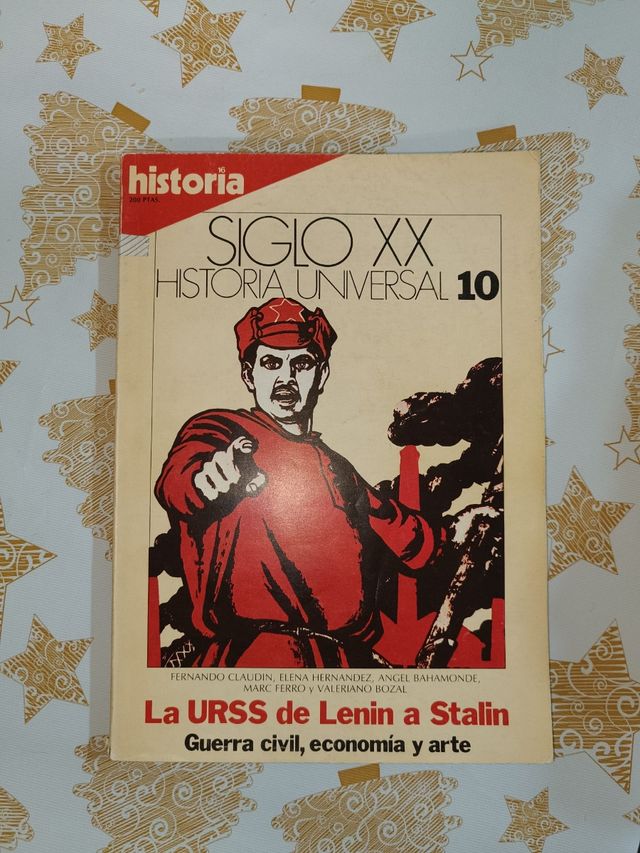 historia 16
200 PTAS.
SIGLO XX
HISTORIA UNIVERSAL 10
FERNANDO CLAUDIN, ELENA HERNANDEZ, ANGEL BAHAMONDE,
MARC FERRO y VALERIANO BOZAL
La URSS de Lenin a Stalin
Guerra civil, economía y arte